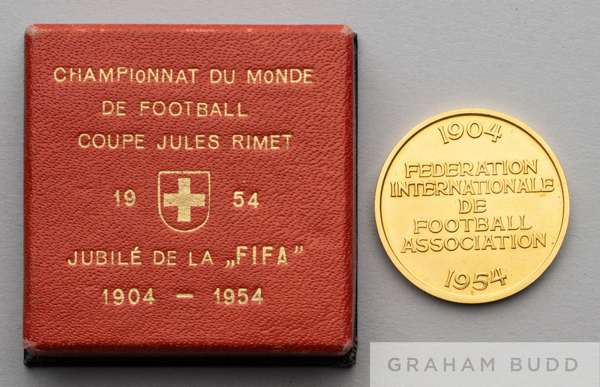 CHAMPIONNAT DU MONDE
DE FOOTBALL
COUPE JULES RIMET
19 54
JUBILÉ DE LA „FIFA"
1904 — 1954
1904
FEDERATION
INTERNATIONALE
DE
FOOTBALL
ASSOCIATION
1954
GRAHAM BUDD